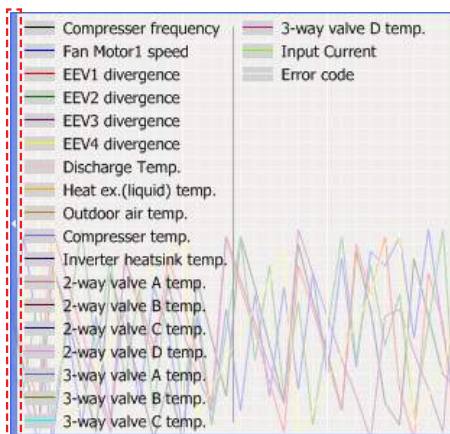 Compresser frequency
Fan Motor1 speed
EEV1 divergence
EEV2 divergence
EEV3 divergence
EEV4 divergence
Discharge Temp.
Heat ex.(liquid) temp.
Outdoor air temp.
Compresser temp.
Inverter heatsink temp.
2-way valve A temp.
2-way valve B temp.
2-way valve C temp.
2-way valve D temp.
3-way valve A temp.
3-way valve B temp.
3-way valve C temp.
3-way valve D temp.
Input Current
Error code